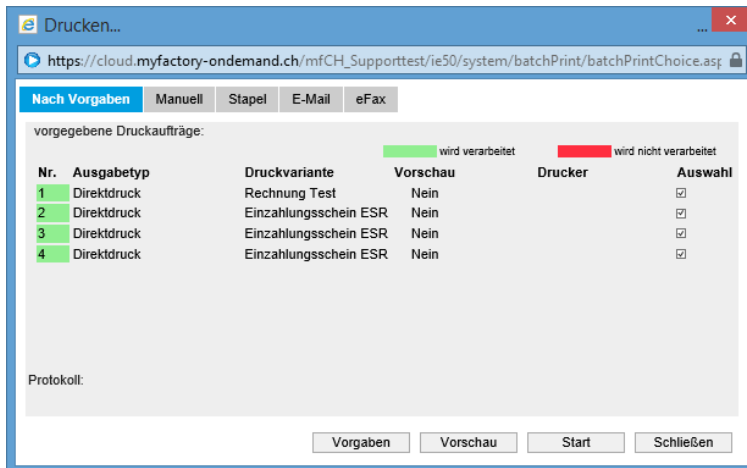 Drucken...
...
https://cloud.myfactory-ondemand.ch/mfCH_Supporttest/ie50/system/batchPrint/batchPrintChoice.asp
Nach Vorgaben Manuell Stapel E-Mail eFax
vorgegebene Druckaufträge:
wird verarbeitet wird nicht verarbeitet
Nr. Ausgabetyp Druckvariante Vorschau Drucker Auswahl
1 Direktdruck Rechnung Test Nein
2 Direktdruck Einzahlungsschein ESR Nein
3 Direktdruck Einzahlungsschein ESR Nein
4 Direktdruck Einzahlungsschein ESR Nein
Protokoll:
Vorgaben Vorschau Start Schließen